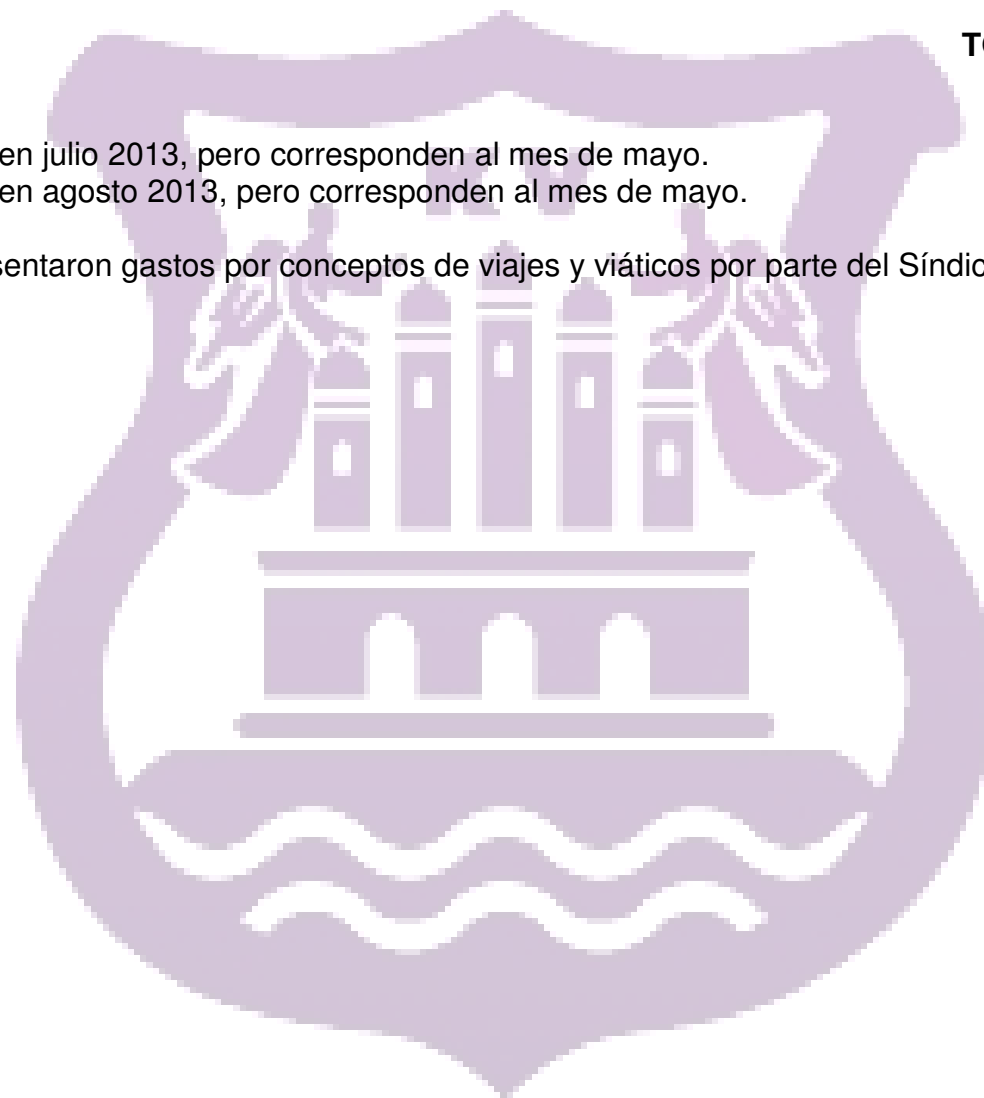 en julio 2013, pero corresponden al mes de mayo.
en agosto 2013, pero corresponden al mes de mayo.
sentaron gastos por conceptos de viajes y viáticos por parte del Síndic